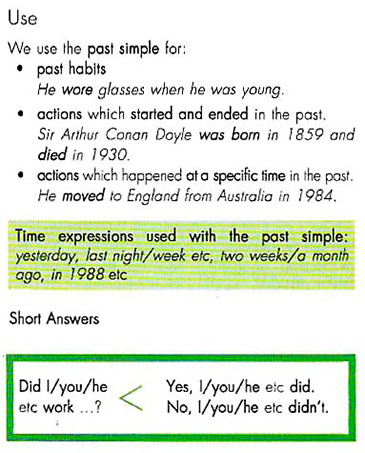 Use
We use the past simple for:
• past habits
He wore glasses when he was young.
• actions which started and ended in the past.
Sir Arthur Conan Doyle was born in 1859 and
died in 1930.
• actions which happened at a specific time in the past.
He moved to England from Australia in 1984.
Time expressions used with the past simple:
yesterday, last night/week etc, two weeks/a month
ago, in 1988 etc
Short Answers
Did I/you/he < Yes, I/you/he etc did.
etc work ...? No, I/you/he etc didn't.